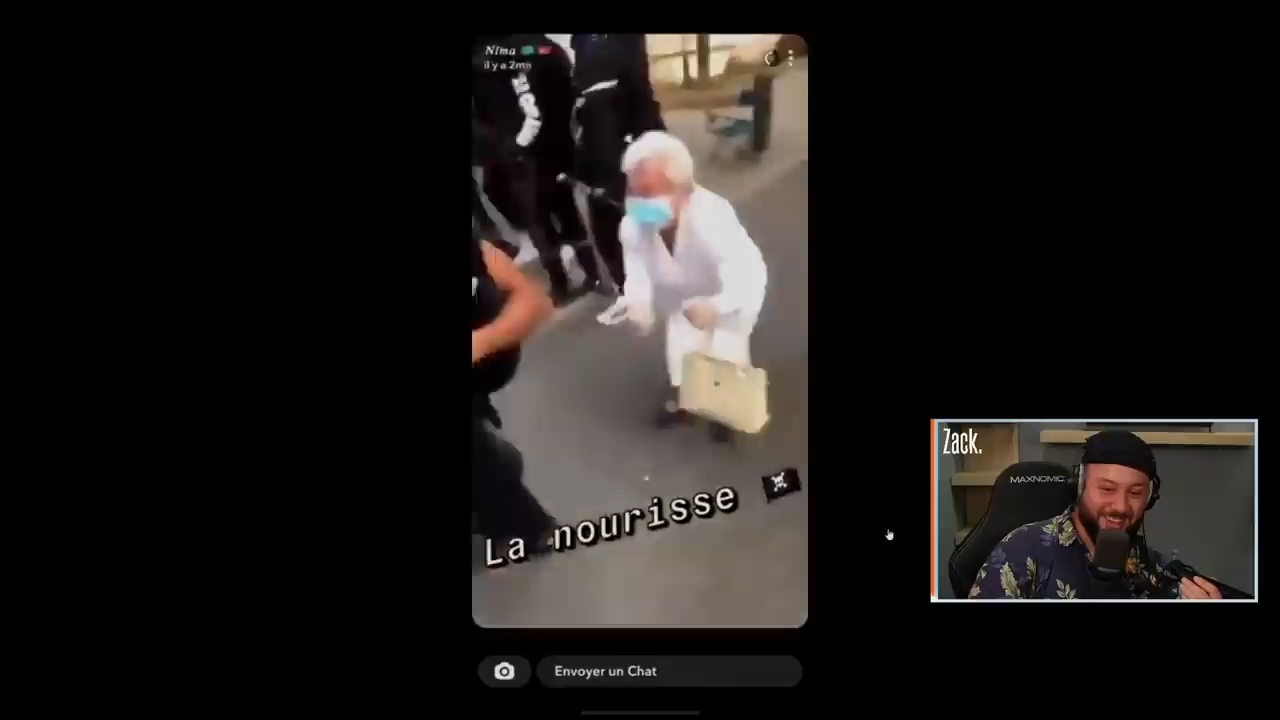 Nima
il y a 2mn
La nourisse
Envoyer un Chat
Zack.
MAXNOMIC